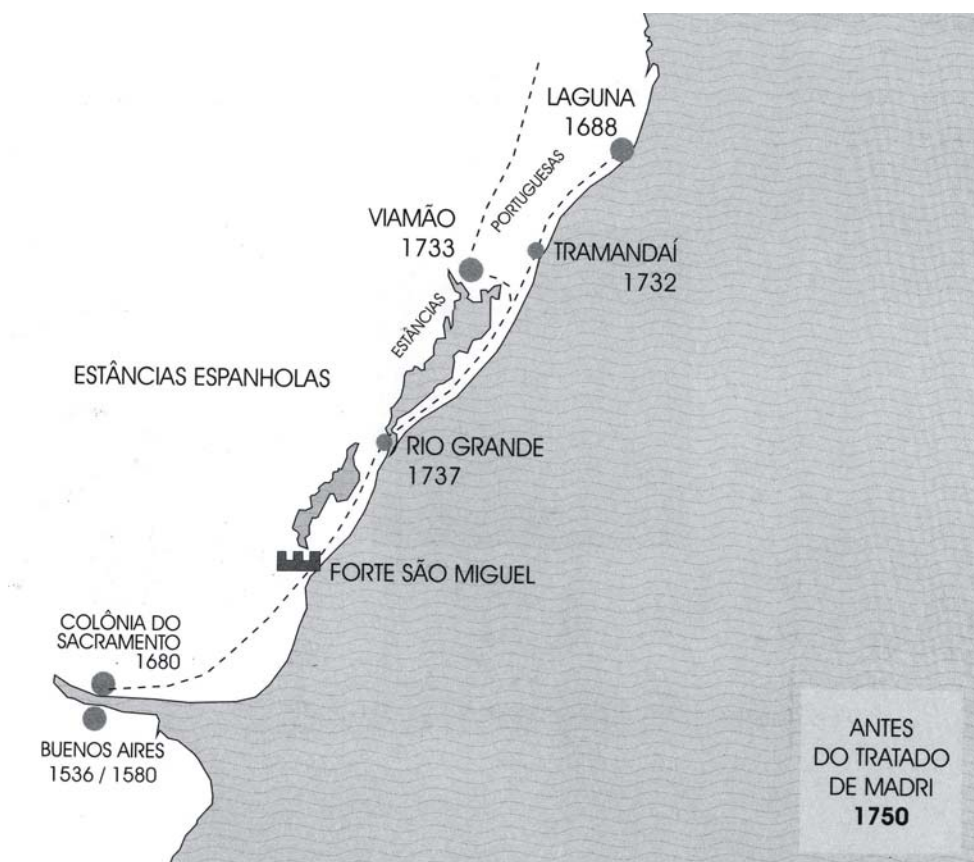 LAGUNA
1688
PORTUGUESAS
VIAMÃO
1733
TRAMANDAÍ
1732
ESTÂNCIAS
ESTÂNCIAS ESPANHOLAS
RIO GRANDE
1737
FORTE SÃO MIGUEL
COLÔNIA DO
SACRAMENTO
1680
BUENOS AIRES
1536 / 1580
ANTES
DO TRATADO
DE MADRI
1750